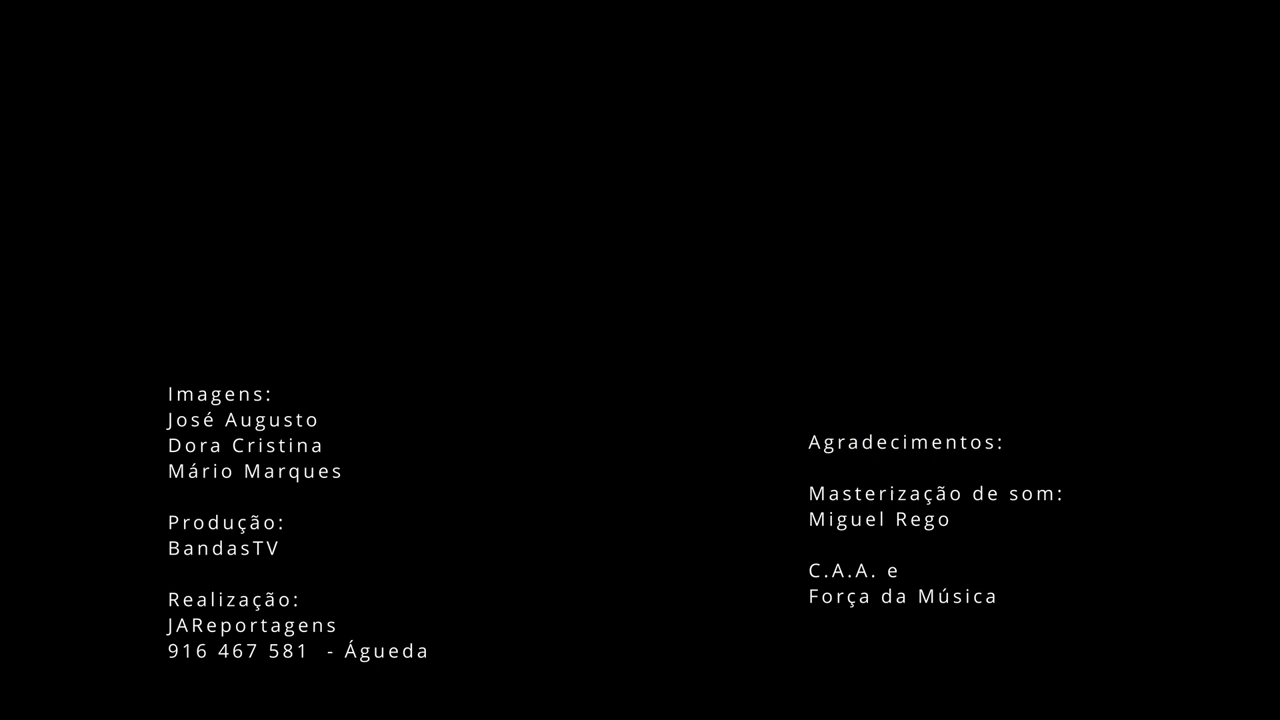 Imagens:
José Augusto
Dora Cristina
Mário Marques
Produção:
BandasTV
Realização:
JAReportagens
916 467 581 - Águeda
Agradecimentos:
Masterização de som:
Miguel Rego
C.A.A. e
Força da Música